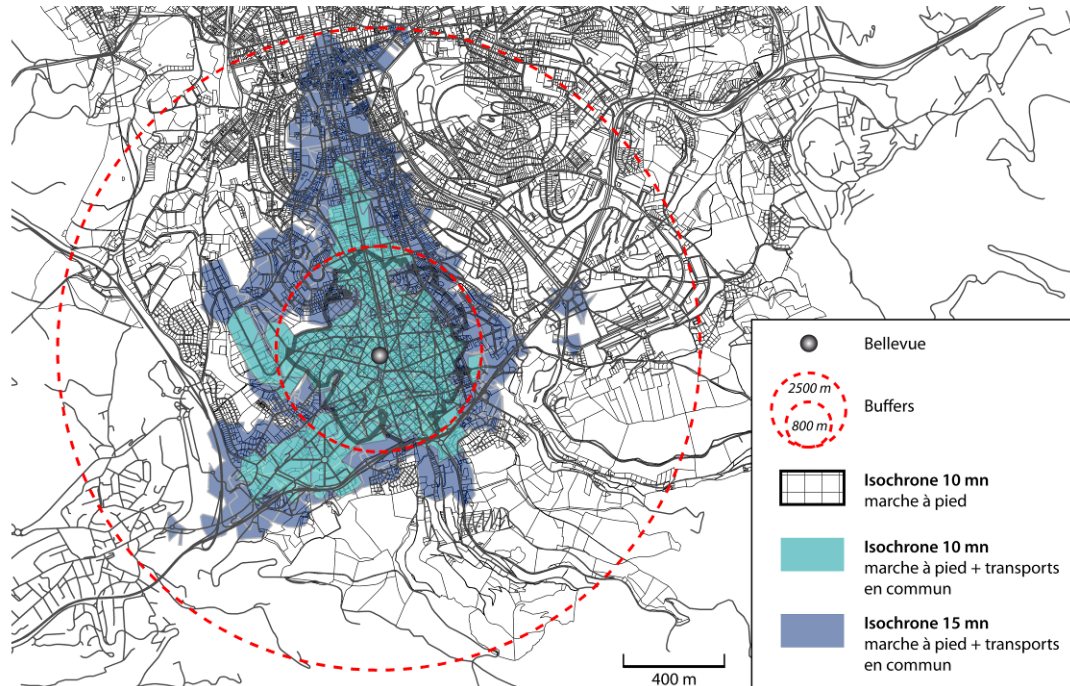 Bellevue
2500 m
Buffers
800 m
Isochrone 10 mn
marche à pied
Isochrone 10 mn
marche à pied + transports
en commun
Isochrone 15 mn
marche à pied + transports
en commun
400 m